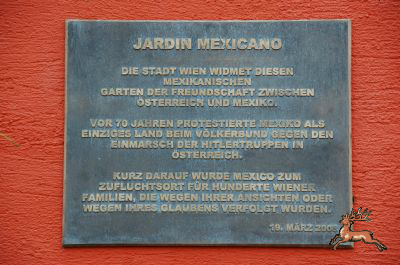 JARDIN MEXICANO
DIE STADT WIEN WIDMET DIESEN
MEXIKANISCHEN
GARTEN DER FREUNDSCHAFT ZWISCHEN
ÖSTERREICH UND MEXIKO.
VOR 70 JAHREN PROTESTIERTE MEXIKO ALS
EINZIGES LAND BEIM VÖLKERBUND GEGEN DEN
EINMARSCH DER HITLERTRUPPEN IN
ÖSTERREICH.
KURZ DARAUF WURDE MEXICO ZUM
ZUFLUCHTSORT FÜR HUNDERTE WIENER
FAMILIEN, DIE WEGEN IHRER ANSICHTEN ODER
WEGEN IHRES GLAUBENS VERFOLGT WURDEN.
19. MÄRZ